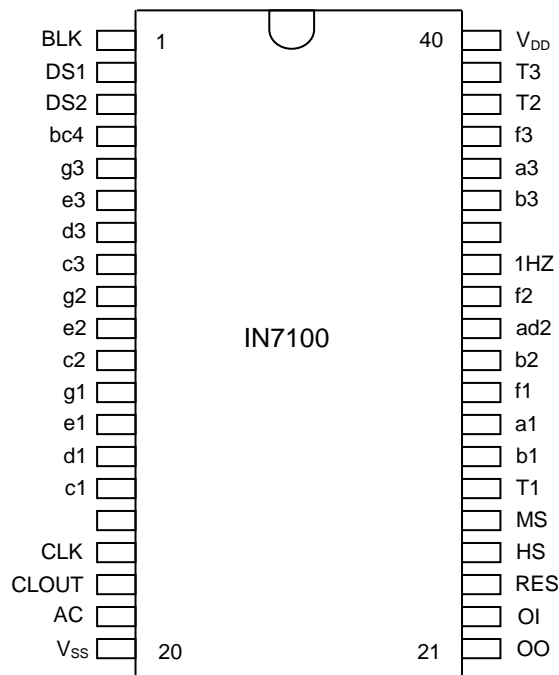 BLK 1 40 V_DD
DS1 T3
DS2 T2
bc4 f3
g3 a3
e3 b3
d3
c3 1HZ
g2 f2
e2 IN7100 ad2
c2 b2
g1 f1
e1 a1
d1 b1
c1 T1
MS
CLK HS
CLOUT RES
AC OI
V_SS 20 21 OO